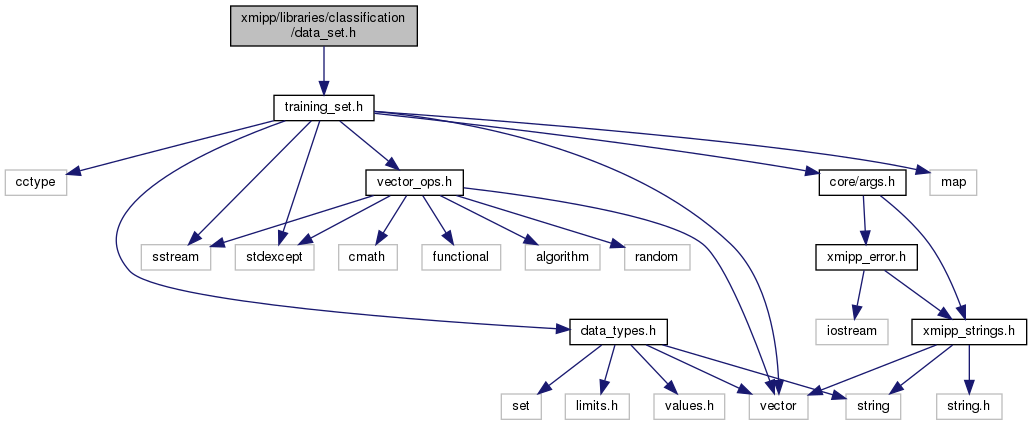 xmipp/libraries/classification
/data_set.h
training_set.h
cctype
vector_ops.h
core/args.h
map
sstream
stdexcept
cmath
functional
algorithm
random
xmipp_error.h
data_types.h
iostream
xmipp_strings.h
set
limits.h
values.h
vector
string
string.h